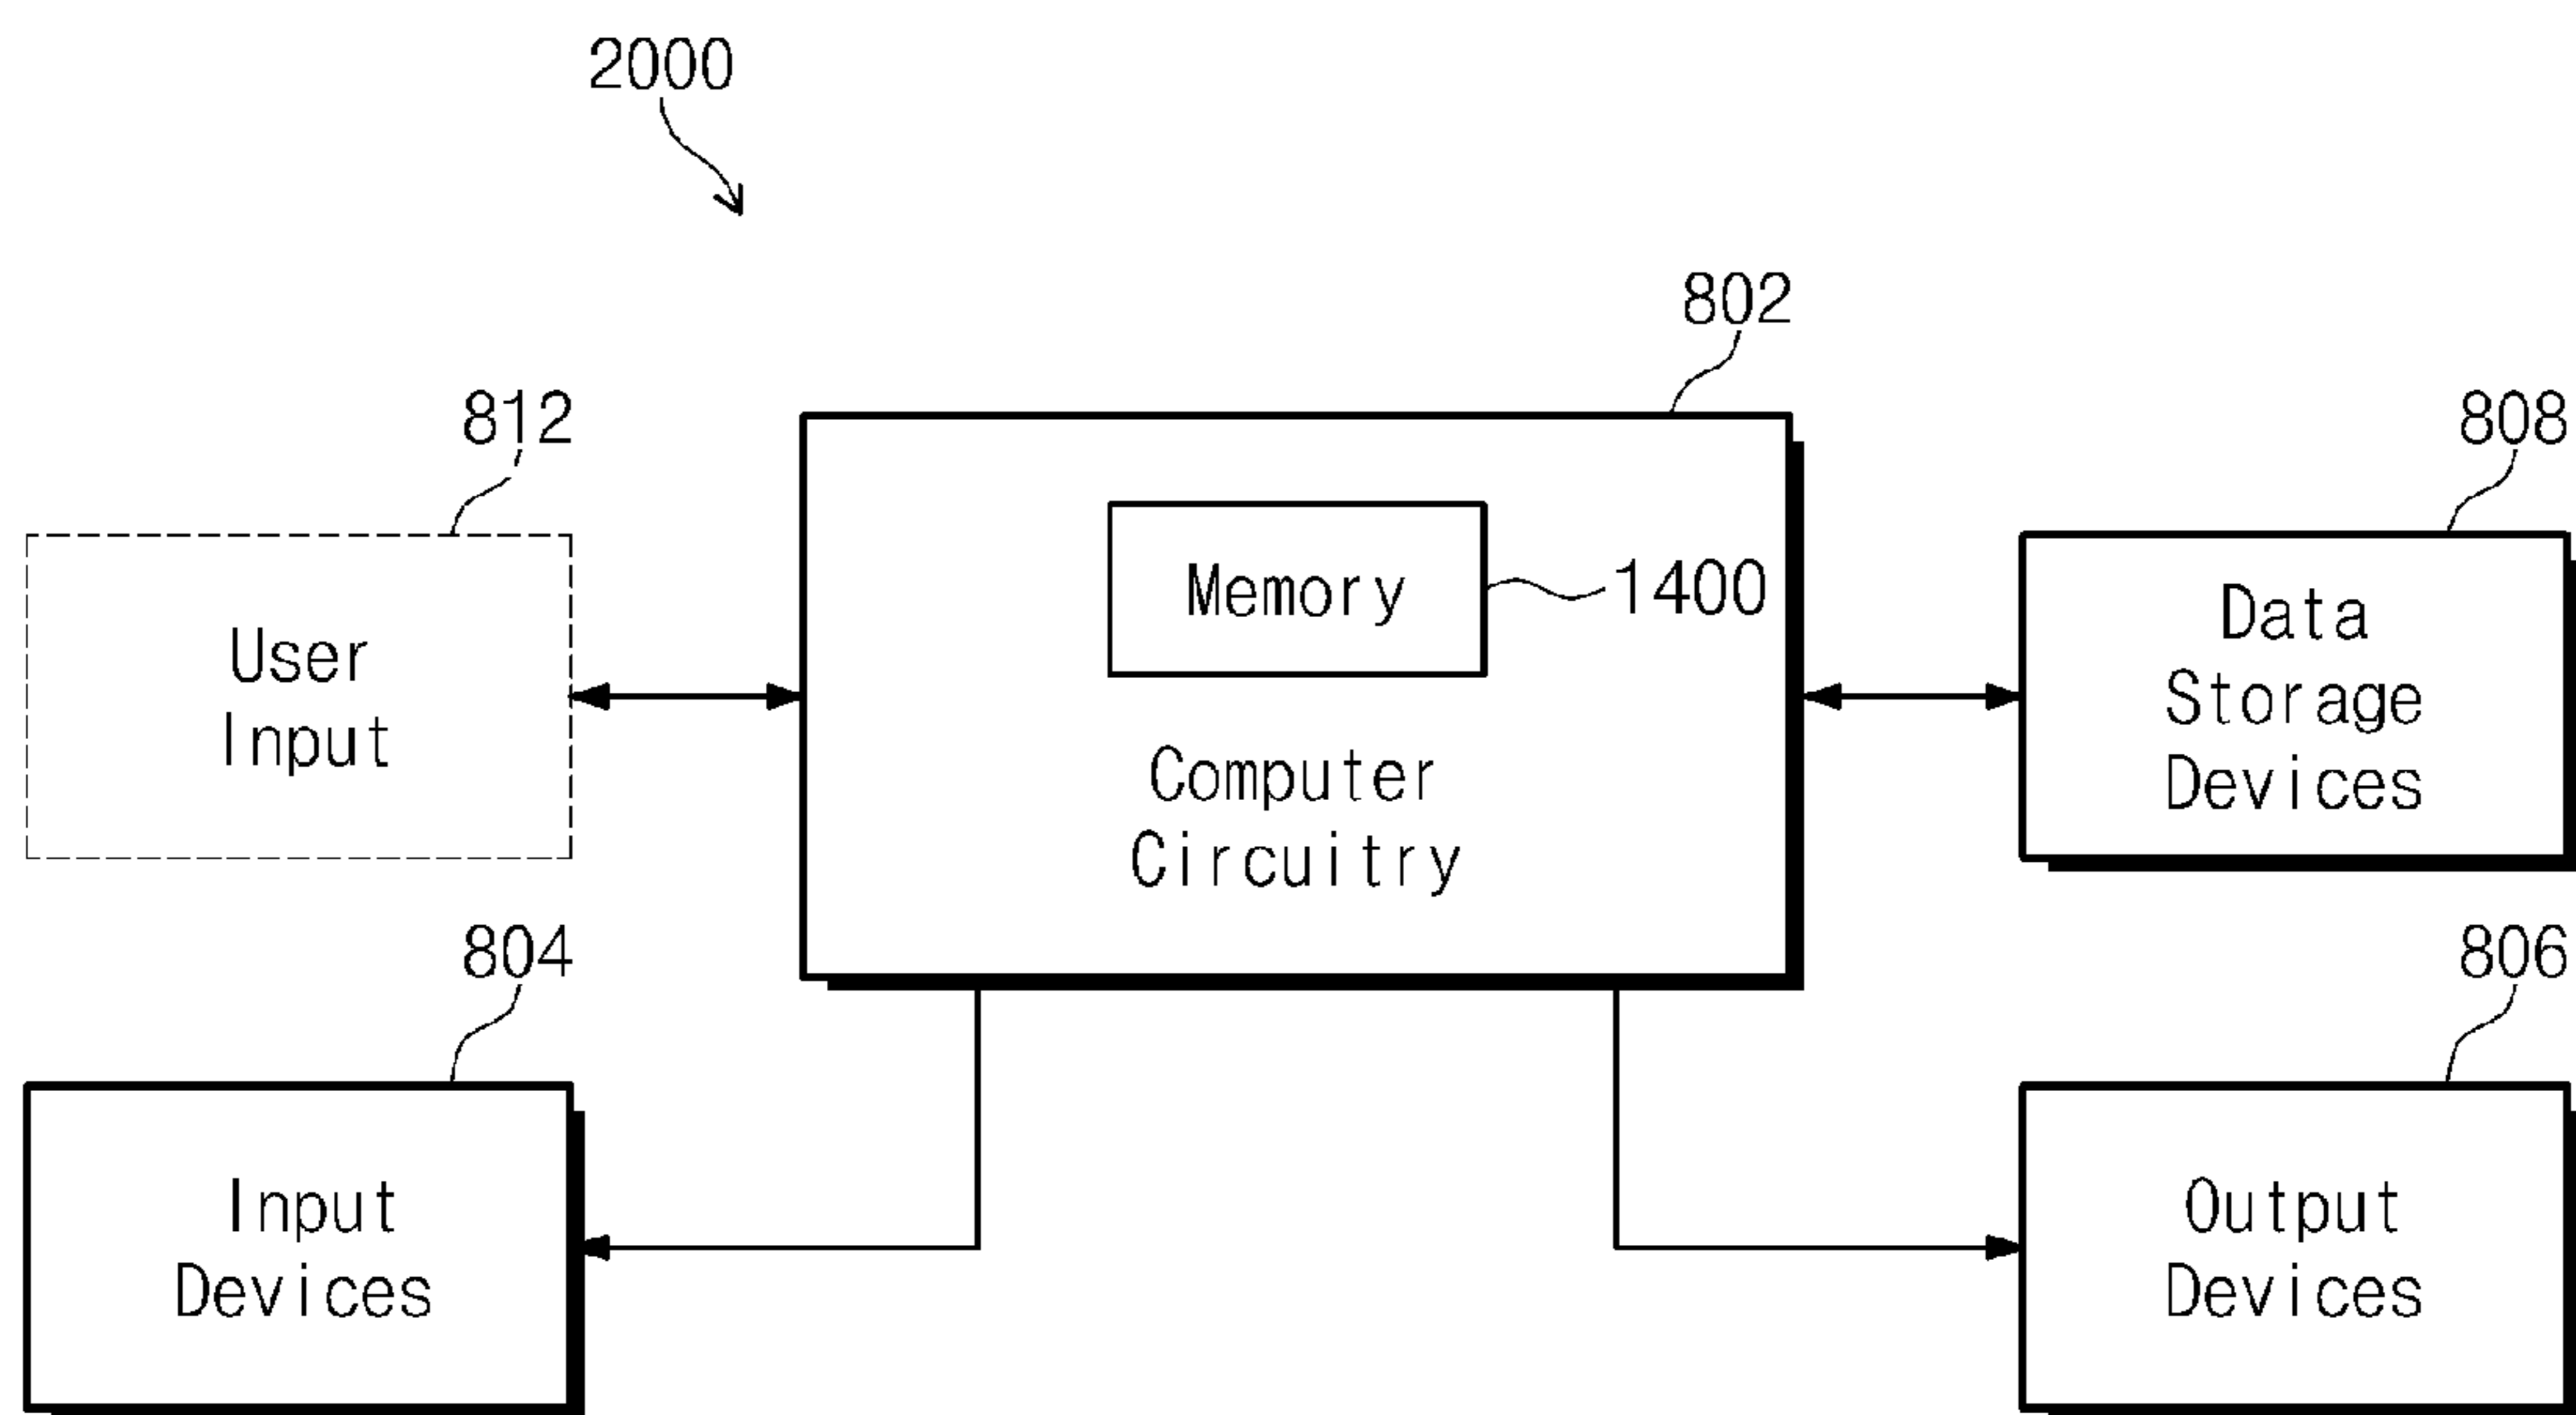 2000
802
812
808
Memory
1400
User
Input
Computer
Circuitry
Data
Storage
Devices
804
806
Input
Devices
Output
Devices